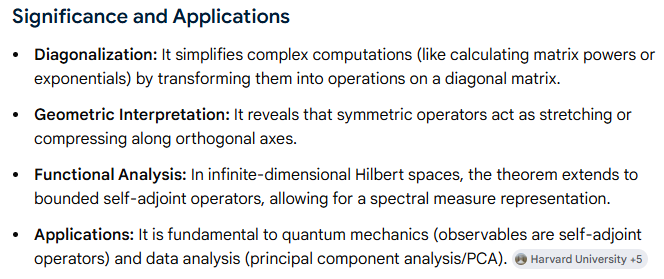 Significance and Applications
• Diagonalization: It simplifies complex computations (like calculating matrix powers or
exponentials) by transforming them into operations on a diagonal matrix.
• Geometric Interpretation: It reveals that symmetric operators act as stretching or
compressing along orthogonal axes.
• Functional Analysis: In infinite-dimensional Hilbert spaces, the theorem extends to
bounded self-adjoint operators, allowing for a spectral measure representation.
• Applications: It is fundamental to quantum mechanics (observables are self-adjoint
operators) and data analysis (principal component analysis/PCA). Harvard University +5